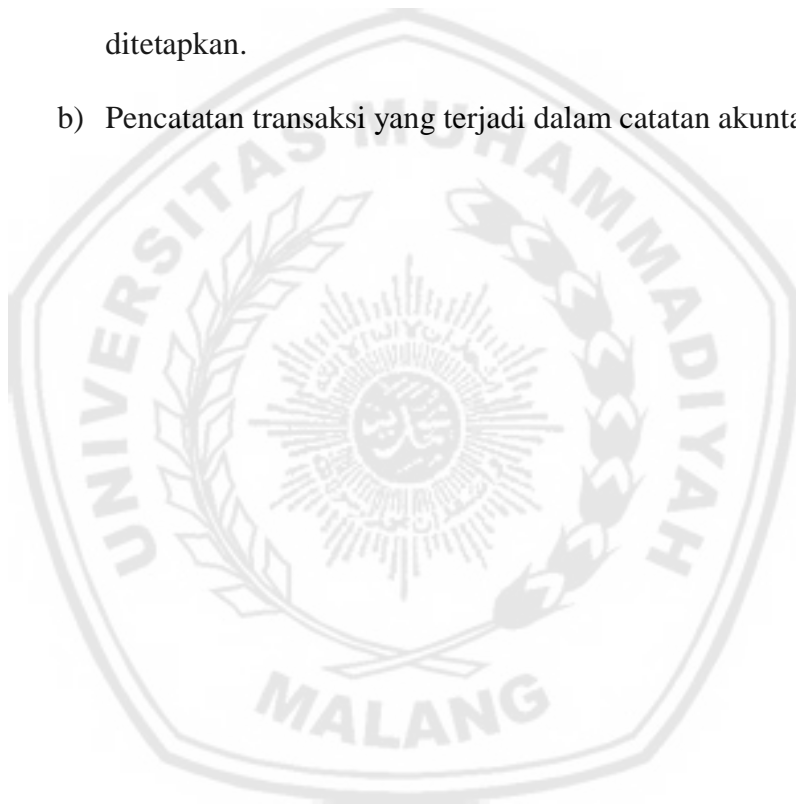 ditetapkan.
b) Pencatatan transaksi yang terjadi dalam catatan akunta
UNIVERSITAS MUHAMMADIYAH
MALANG